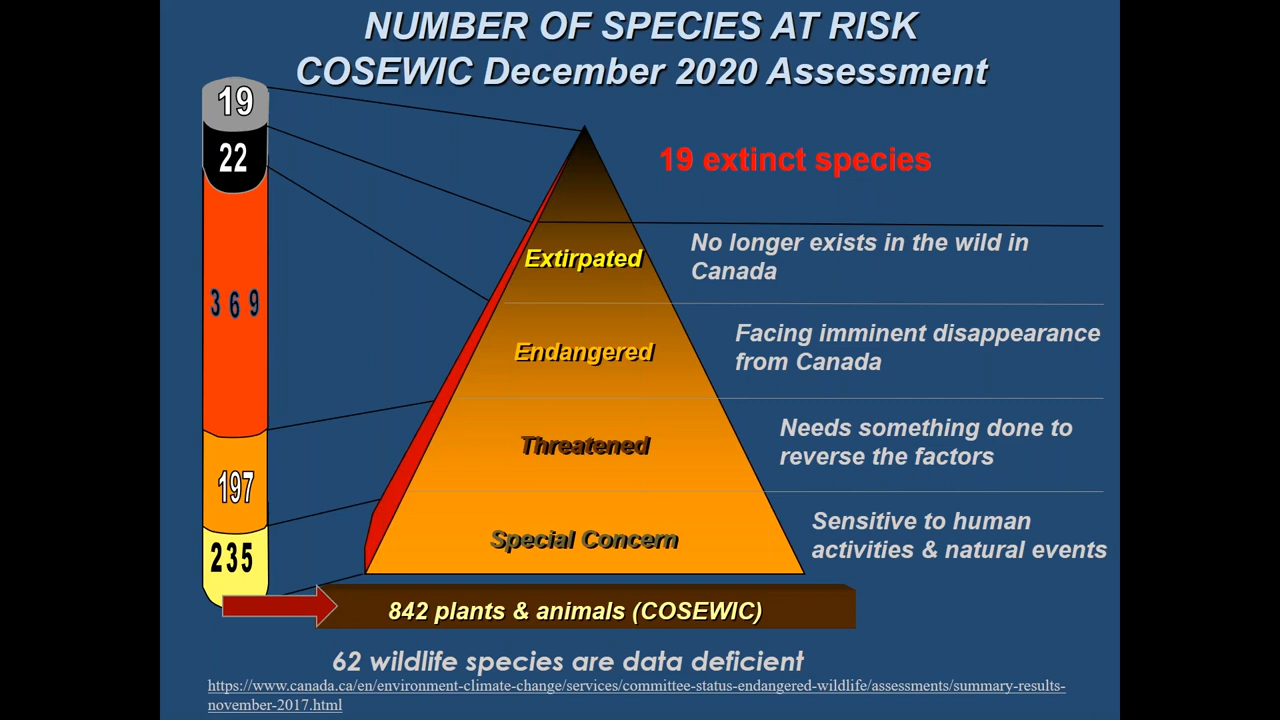 NUMBER OF SPECIES AT RISK
COSEWIC December 2020 Assessment
19
22
3 6 9
197
235
19 extinct species
Extirpated
No longer exists in the wild in
Canada
Endangered
Facing imminent disappearance
from Canada
Threatened
Needs something done to
reverse the factors
Special Concern
Sensitive to human
activities & natural events
842 plants & animals (COSEWIC)
62 wildlife species are data deficient
https://www.canada.ca/en/environment-climate-change/services/committee-status-endangered-wildlife/assessments/summary-results-
november-2017.html